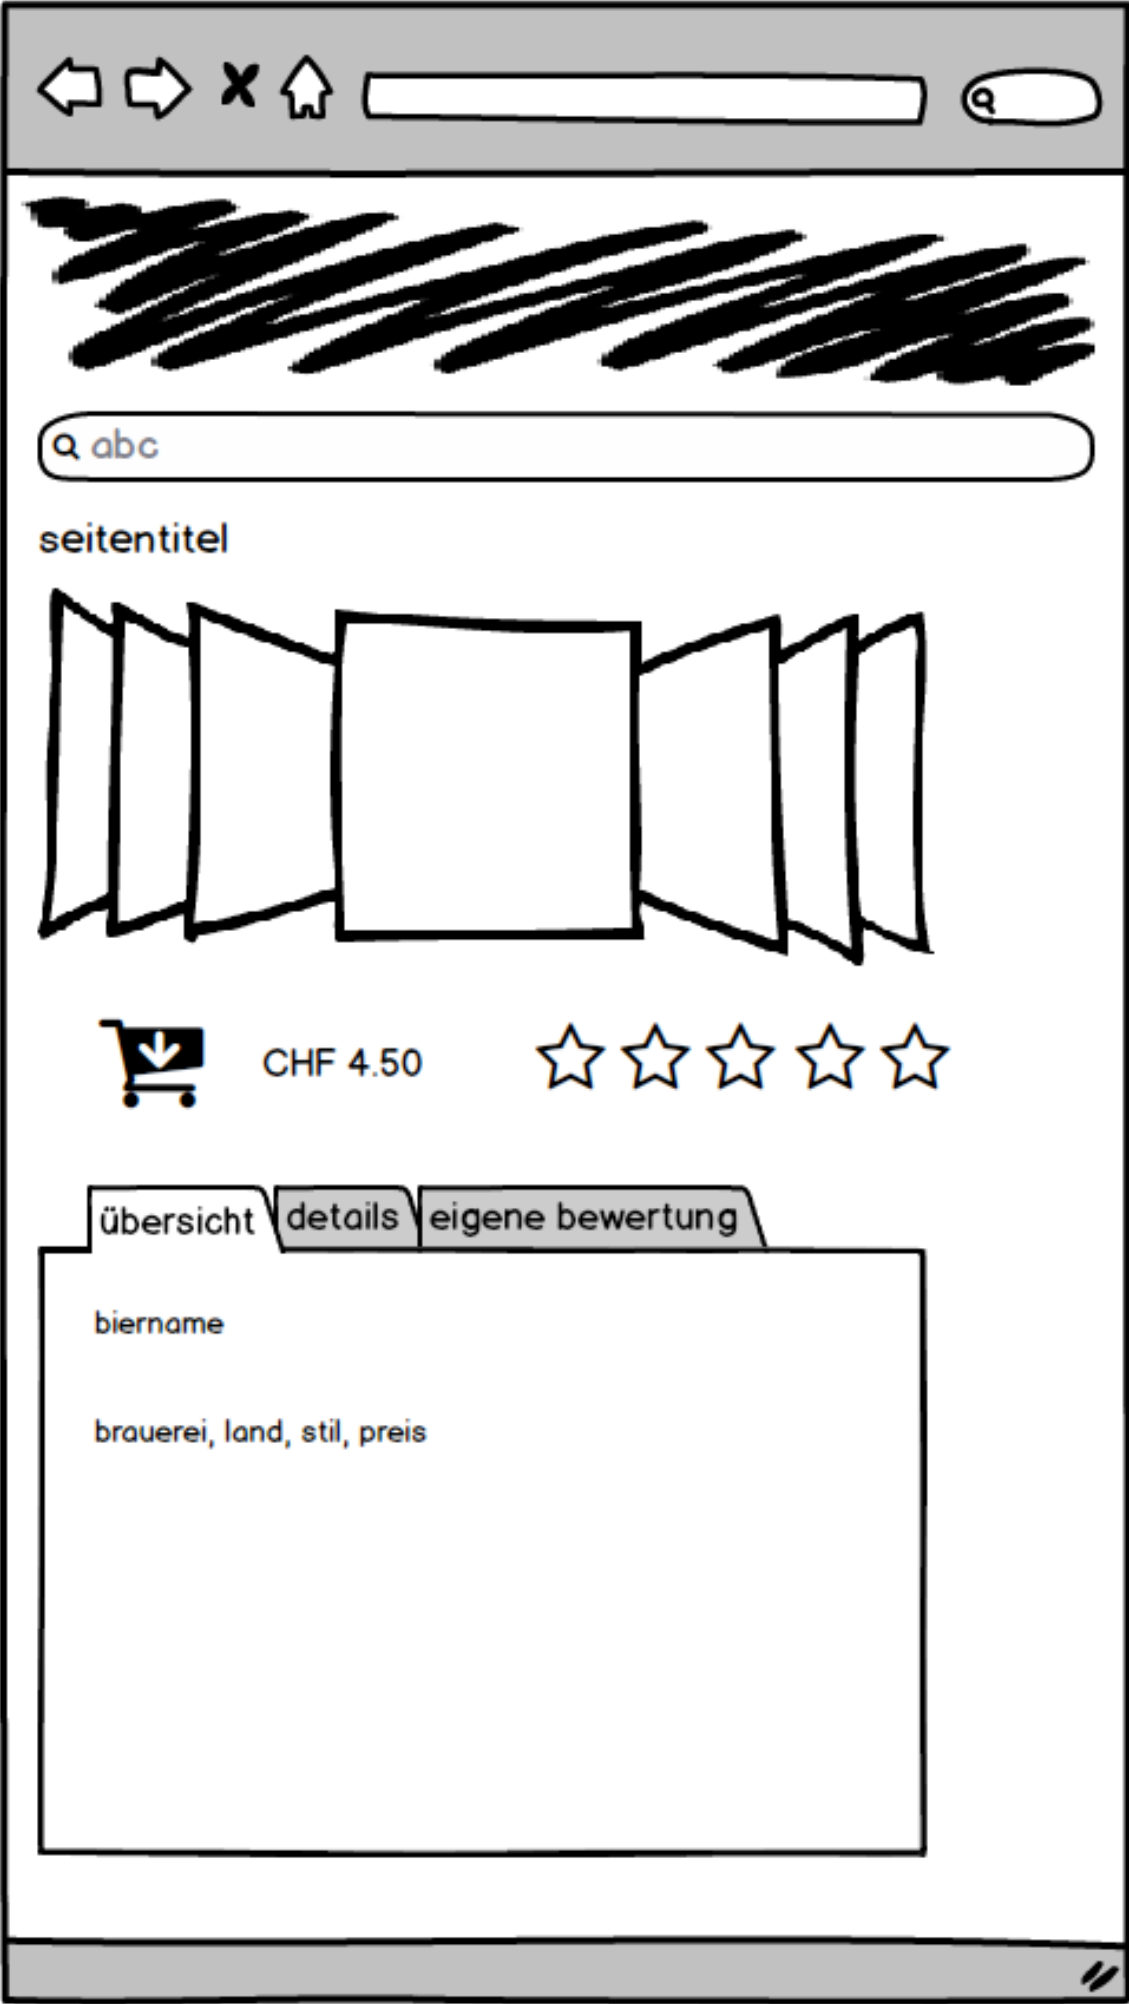 abc
seitentitel
CHF 4.50
übersicht details eigene bewertung
biername
brauerei, land, stil, preis